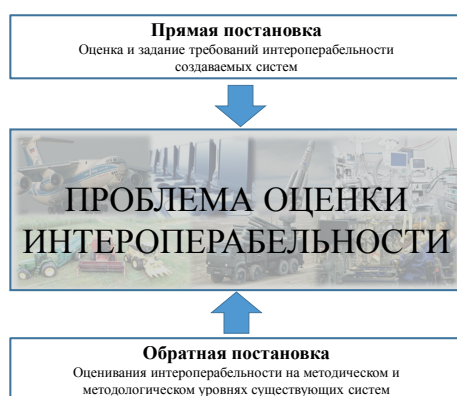 Прямая постановка
Оценка и задание требований интероперабельности
создаваемых систем
ПРОБЛЕМА ОЦЕНКИ
ИНТЕРОПЕРАБЕЛЬНОСТИ
Обратная постановка
Оценивания интероперабельности на методическом и
методологическом уровнях существующих систем